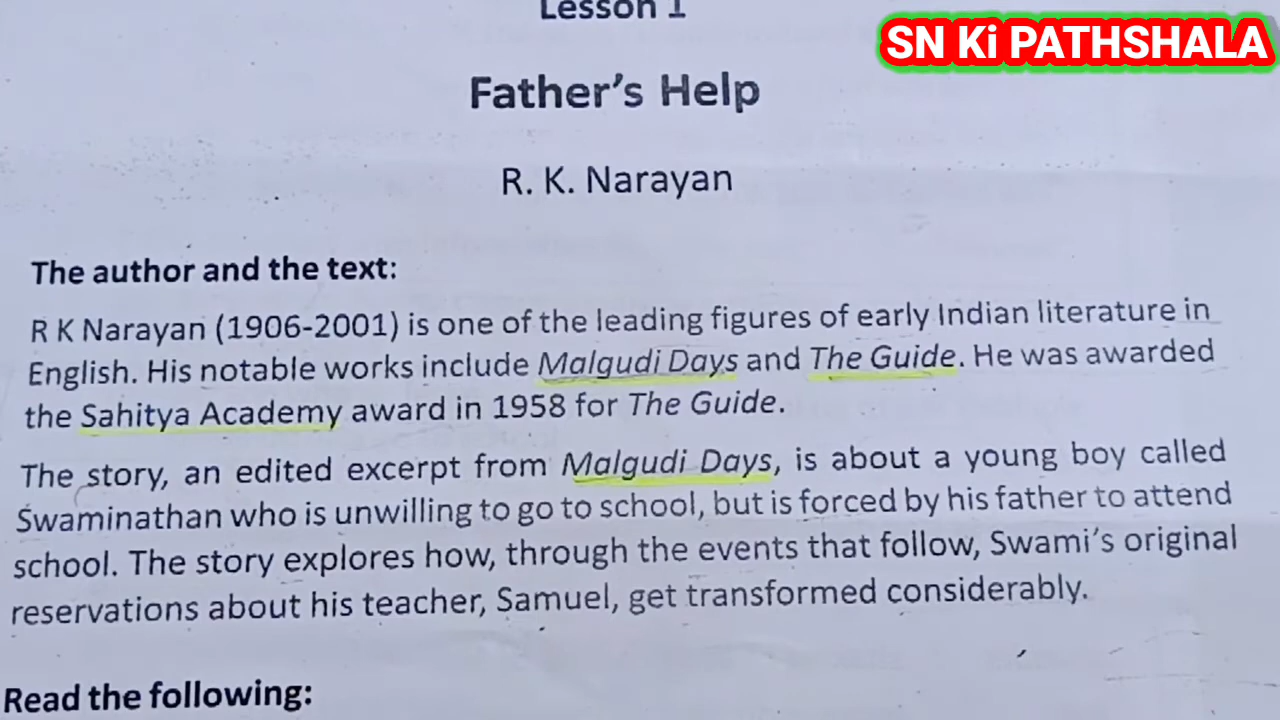 Lesson 1
SN Ki PATHSHALA
Father's Help
R. K. Narayan
The author and the text:
R K Narayan (1906-2001) is one of the leading figures of early Indian literature in
English. His notable works include Malgudi Days and The Guide. He was awarded
the Sahitya Academy award in 1958 for The Guide.
The story, an edited excerpt from Malgudi Days, is about a young boy called
Swaminathan who is unwilling to go to school, but is forced by his father to attend
school. The story explores how, through the events that follow, Swami's original
reservations about his teacher, Samuel, get transformed considerably.
Read the following: